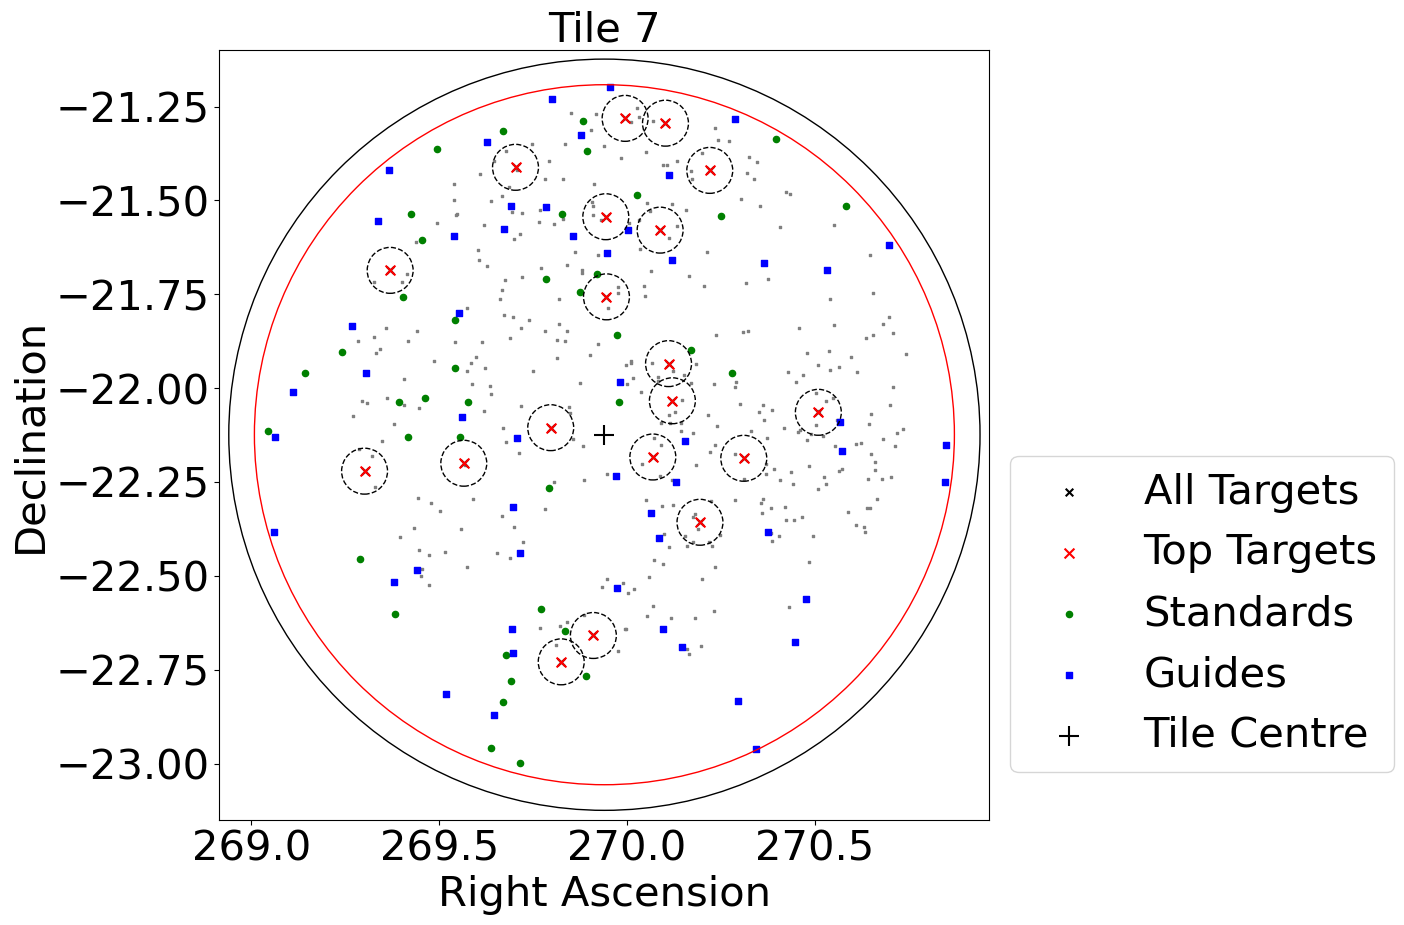 Tile 7
−21.25
−21.50
−21.75
−22.00
−22.25
−22.50
−22.75
−23.00
Declination
269.0 269.5 270.0 270.5
Right Ascension
All Targets
Top Targets
Standards
Guides
Tile Centre